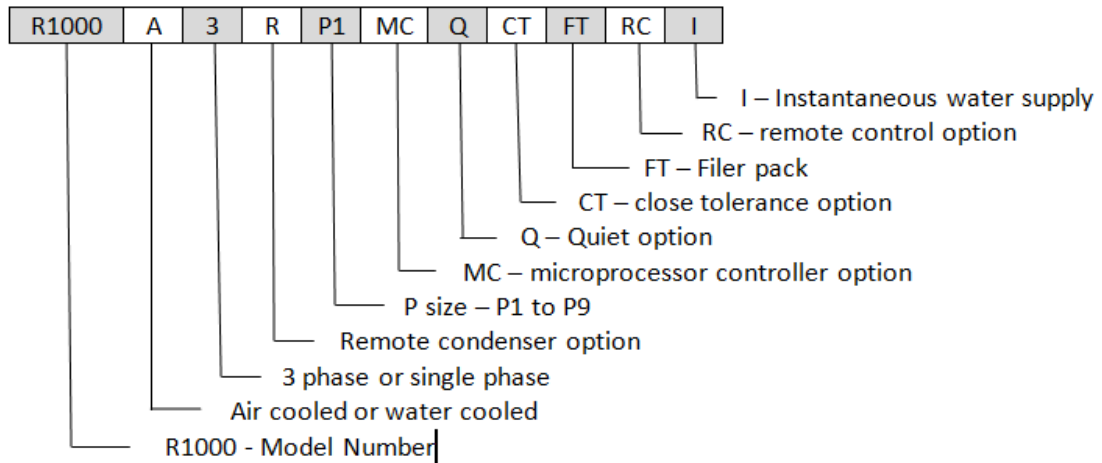 R1000 A 3 R P1 MC Q CT FT RC I
I – Instantaneous water supply
RC – remote control option
FT – Filer pack
CT – close tolerance option
Q – Quiet option
MC – microprocessor controller option
P size – P1 to P9
Remote condenser option
3 phase or single phase
Air cooled or water cooled
R1000 - Model Number